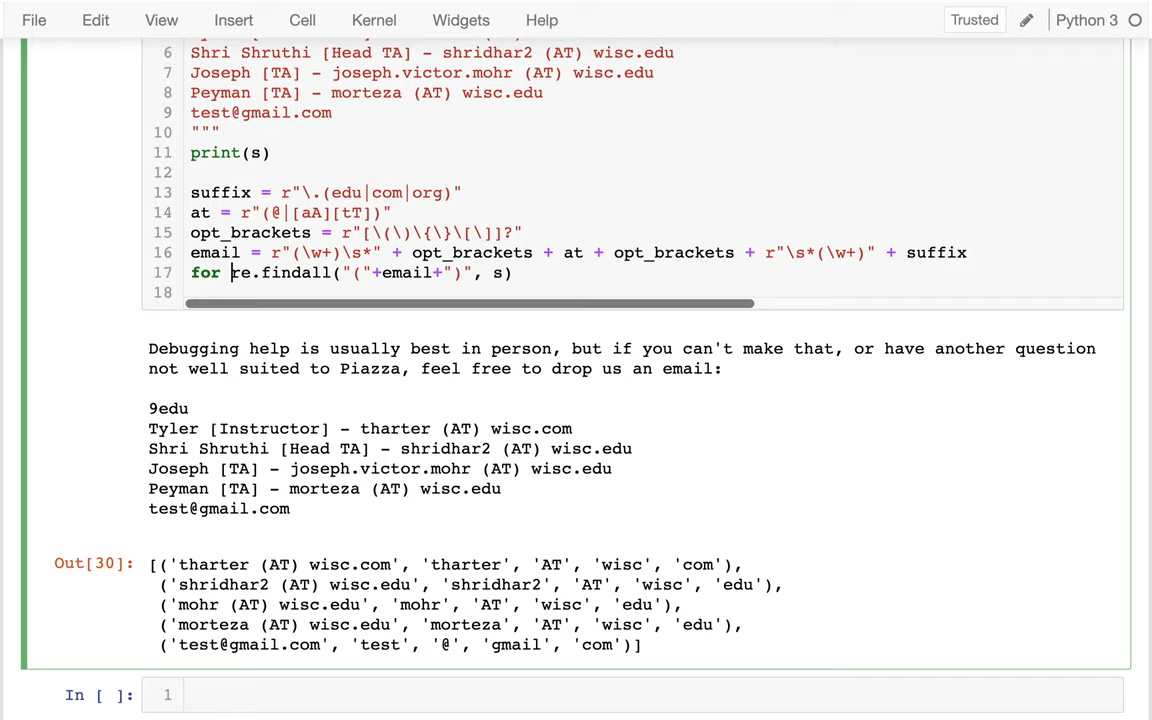 File Edit View Insert Cell Kernel Widgets Help Trusted Python 3
6 Shri Shruthi [Head TA] - shridhar2 (AT) wisc.edu
7 Joseph [TA] - joseph.victor.mohr (AT) wisc.edu
8 Peyman [TA] - morteza (AT) wisc.edu
9 test@gmail.com
10 """
11 print(s)
12
13 suffix = r"\.(edu|com|org)"
14 at = r"(@|[aA][tT])"
15 opt_brackets = r"[\(\)\{\}\[\]]?"
16 email = r"(\w+)\s*" + opt_brackets + at + opt_brackets + r"\s*(\w+)" + suffix
17 for re.findall("("+email+")", s)
18
Debugging help is usually best in person, but if you can't make that, or have another question
not well suited to Piazza, feel free to drop us an email:
9edu
Tyler [Instructor] - tharter (AT) wisc.com
Shri Shruthi [Head TA] - shridhar2 (AT) wisc.edu
Joseph [TA] - joseph.victor.mohr (AT) wisc.edu
Peyman [TA] - morteza (AT) wisc.edu
test@gmail.com
Out[30]: [('tharter (AT) wisc.com', 'tharter', 'AT', 'wisc', 'com'),
('shridhar2 (AT) wisc.edu', 'shridhar2', 'AT', 'wisc', 'edu'),
('mohr (AT) wisc.edu', 'mohr', 'AT', 'wisc', 'edu'),
('morteza (AT) wisc.edu', 'morteza', 'AT', 'wisc', 'edu'),
('test@gmail.com', 'test', '@', 'gmail', 'com')]
In [ ]: 1